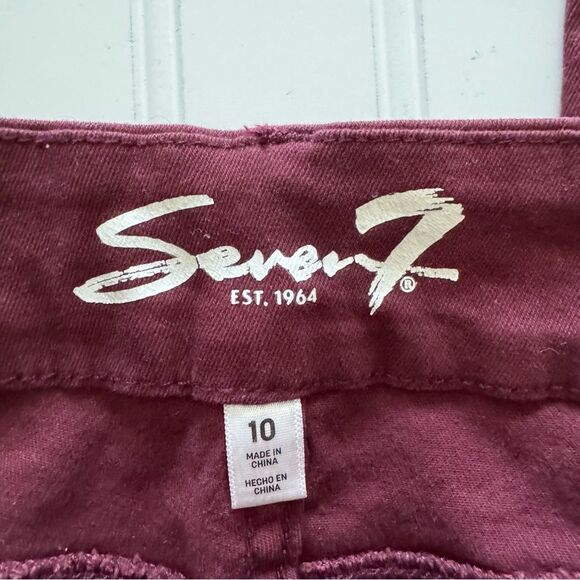 Seven7®
EST. 1964
10
MADE IN
CHINA
HECHO EN
CHINA